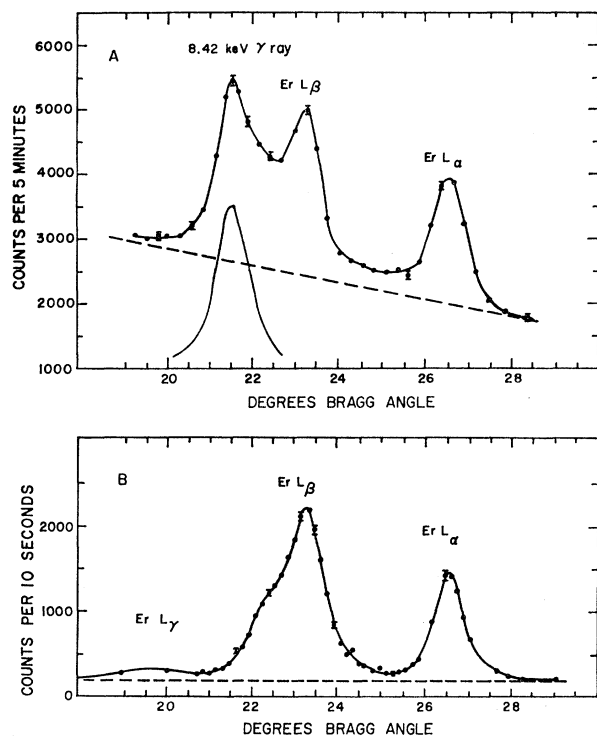 A
8.42 keV γ ray
Er Lβ
Er Lα
COUNTS PER 5 MINUTES
6000
5000
4000
3000
2000
1000
20
22
24
26
28
DEGREES BRAGG ANGLE
B
Er Lβ
Er Lα
Er Lγ
COUNTS PER 10 SECONDS
2000
1000
0
20
22
24
26
28
DEGREES BRAGG ANGLE